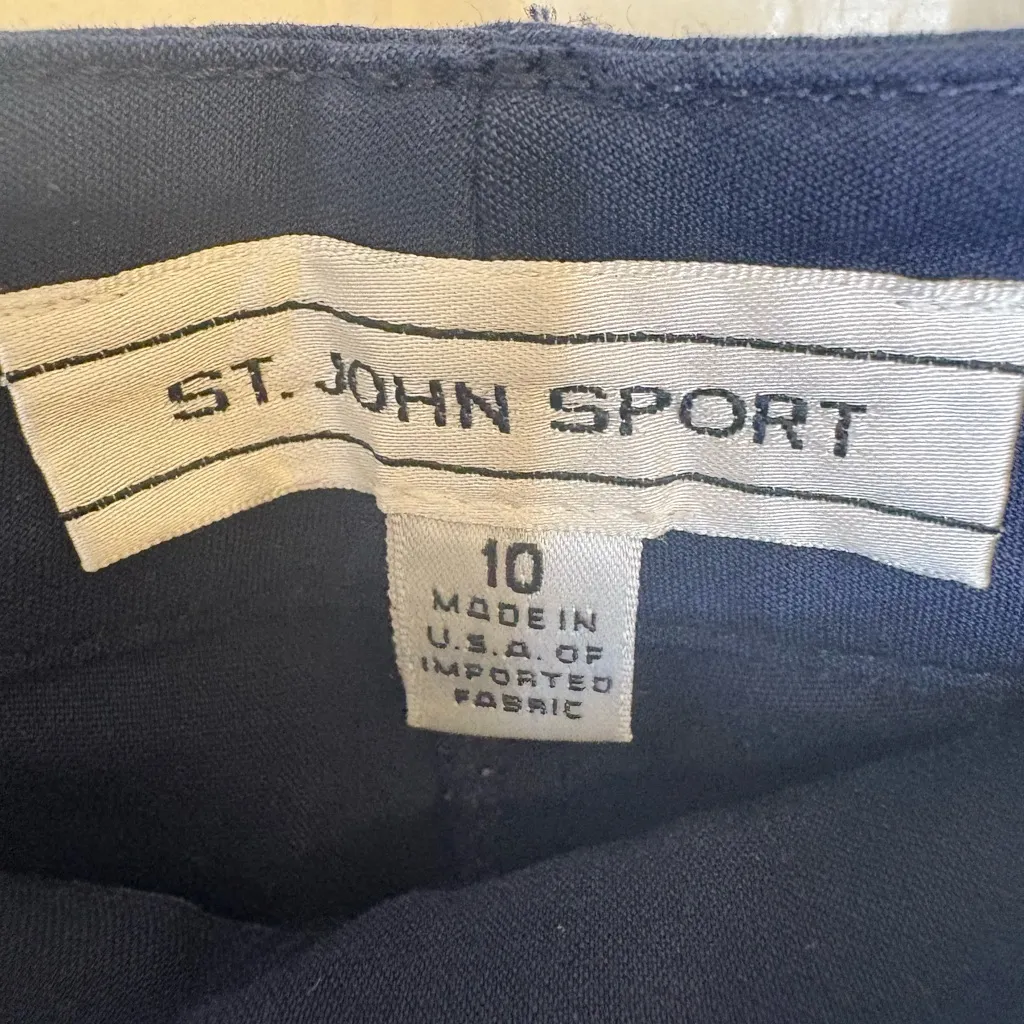 ST. JOHN SPORT
10
MADE IN
U.S.A. OF
IMPORTED
FABRIC